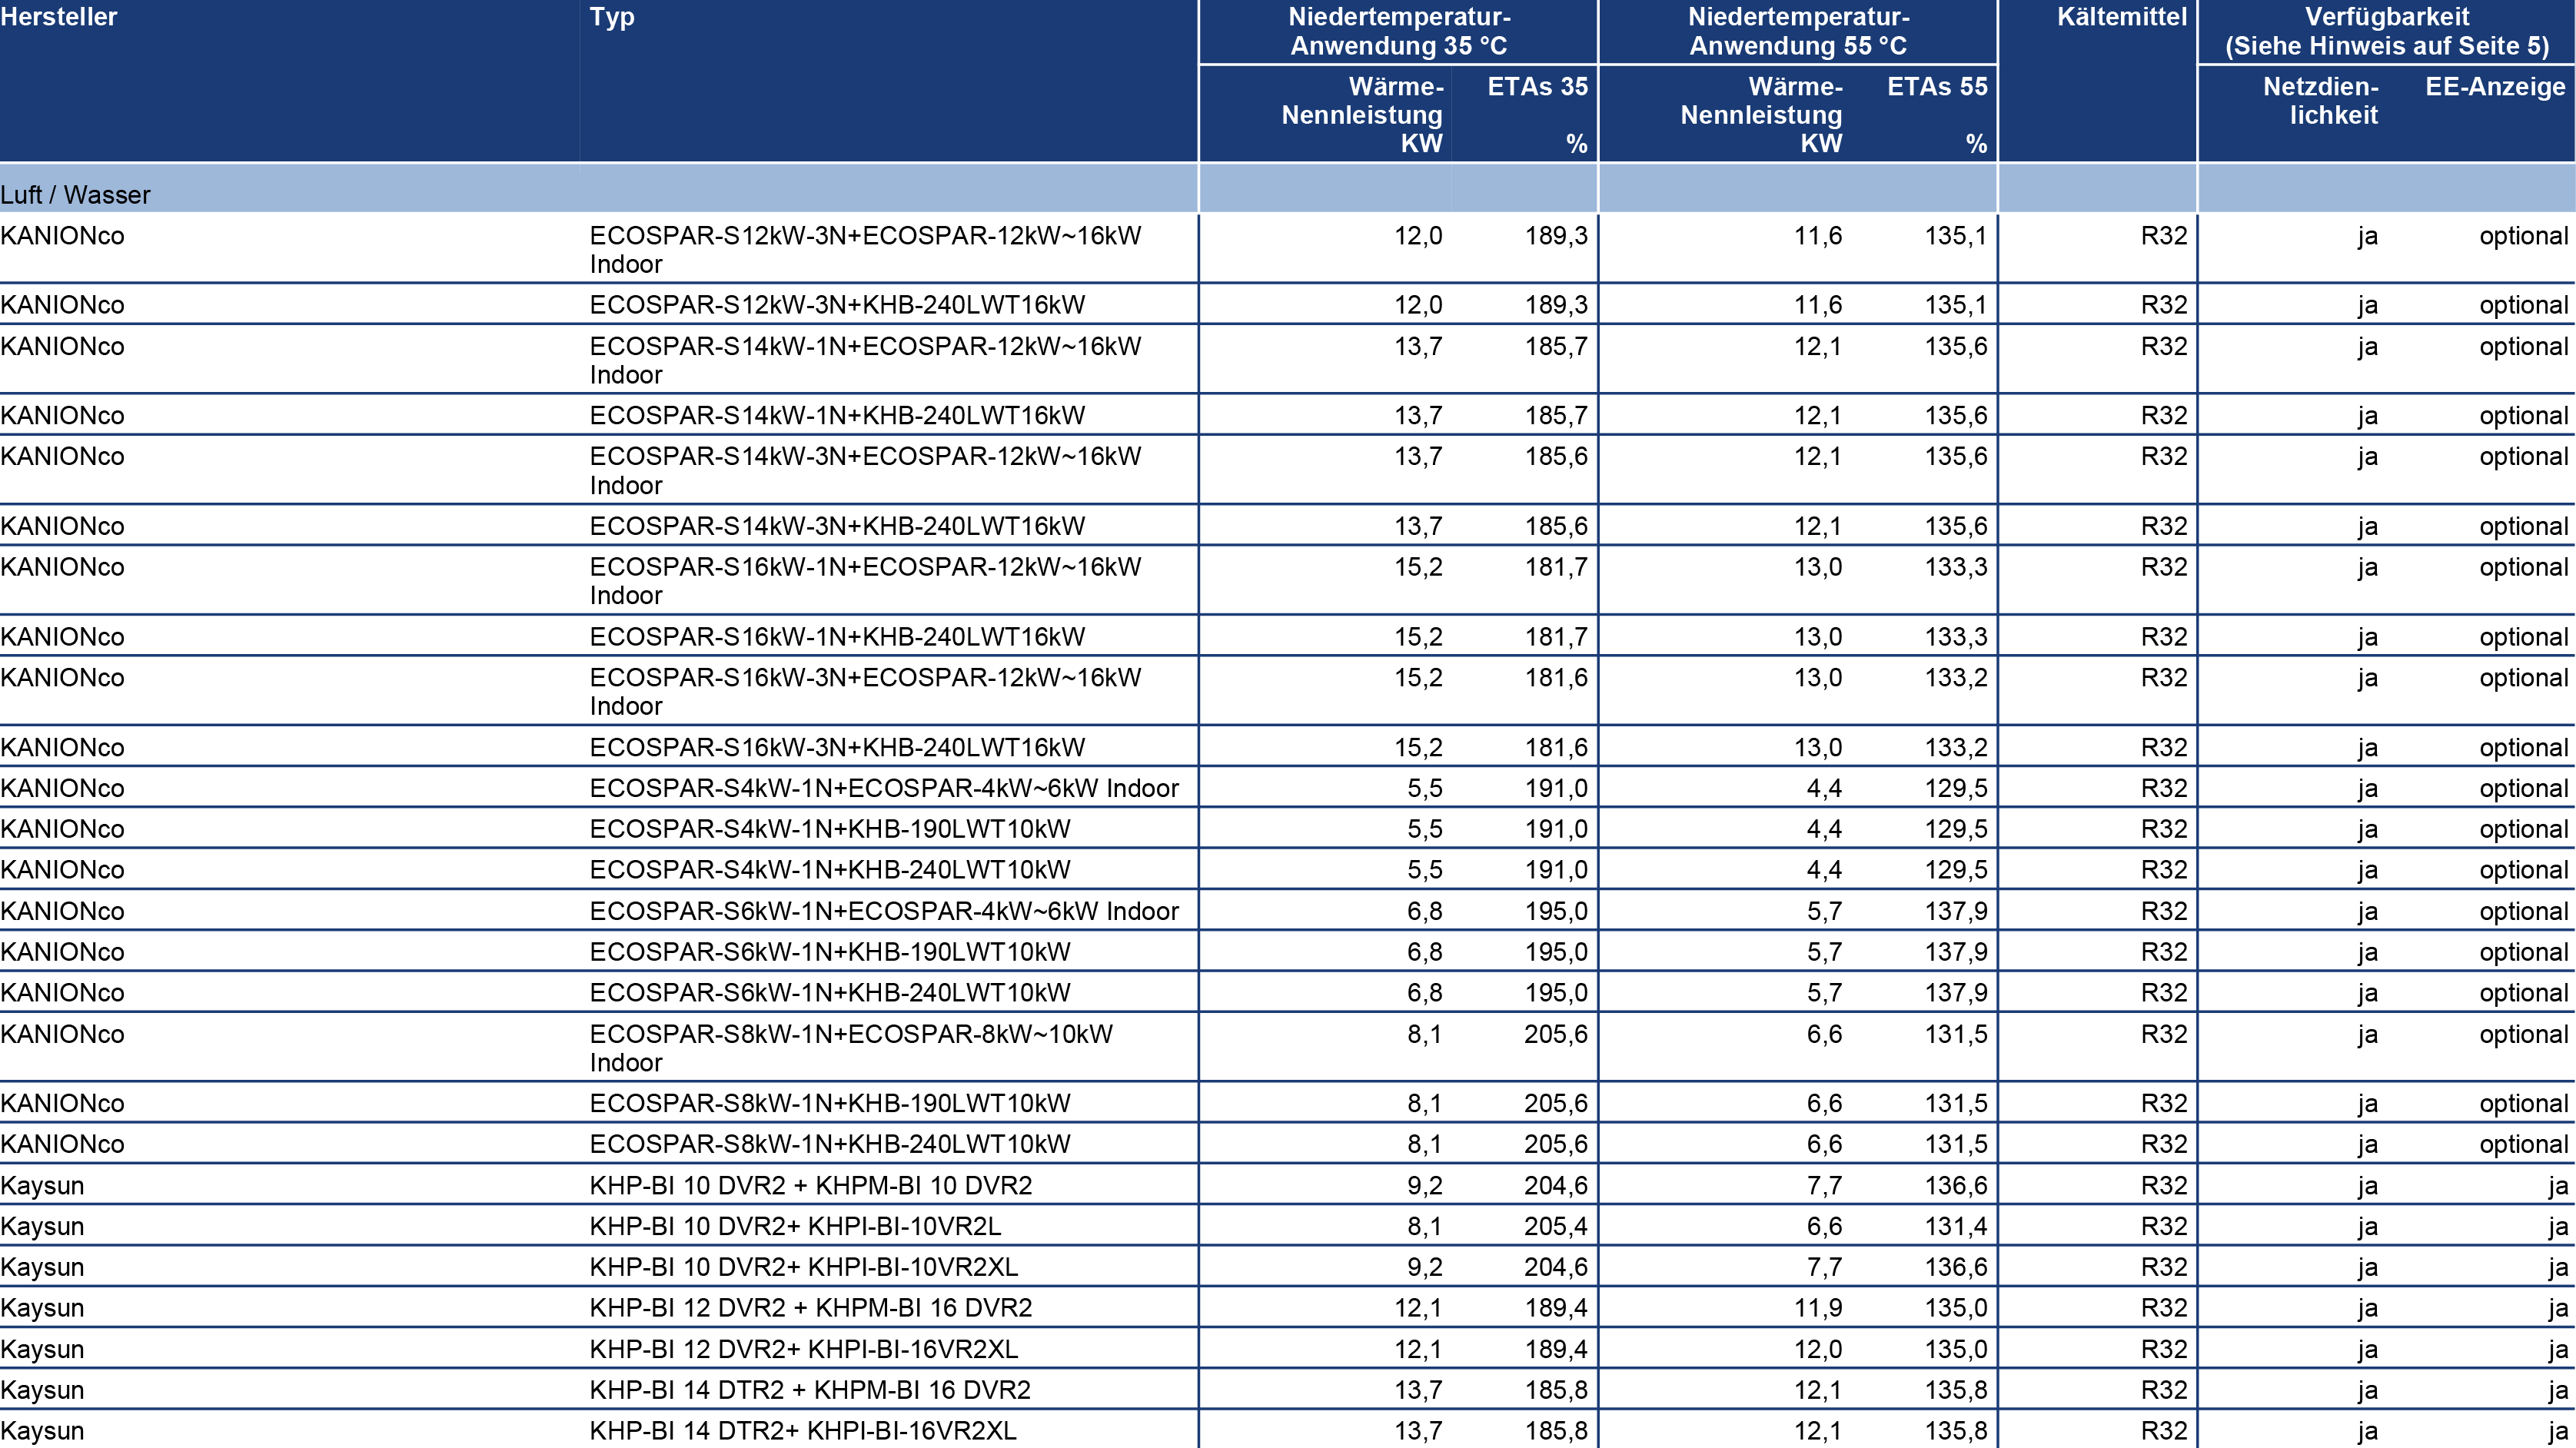 Hersteller Typ Niedertemperatur- Niedertemperatur- Kältemittel Verfügbarkeit
Anwendung 35 °C Anwendung 55 °C (Siehe Hinweis auf Seite 5)
Wärme- ETAs 35 Wärme- ETAs 55 Netzdien- EE-Anzeige
Nennleistung Nennleistung lichkeit
KW % KW %
Luft / Wasser
KANIONco ECOSPAR-S12kW-3N+ECOSPAR-12kW~16kW 12,0 189,3 11,6 135,1 R32 ja optional
Indoor
KANIONco ECOSPAR-S12kW-3N+KHB-240LWT16kW 12,0 189,3 11,6 135,1 R32 ja optional
KANIONco ECOSPAR-S14kW-1N+ECOSPAR-12kW~16kW 13,7 185,7 12,1 135,6 R32 ja optional
Indoor
KANIONco ECOSPAR-S14kW-1N+KHB-240LWT16kW 13,7 185,7 12,1 135,6 R32 ja optional
KANIONco ECOSPAR-S14kW-3N+ECOSPAR-12kW~16kW 13,7 185,6 12,1 135,6 R32 ja optional
Indoor
KANIONco ECOSPAR-S14kW-3N+KHB-240LWT16kW 13,7 185,6 12,1 135,6 R32 ja optional
KANIONco ECOSPAR-S16kW-1N+ECOSPAR-12kW~16kW 15,2 181,7 13,0 133,3 R32 ja optional
Indoor
KANIONco ECOSPAR-S16kW-1N+KHB-240LWT16kW 15,2 181,7 13,0 133,3 R32 ja optional
KANIONco ECOSPAR-S16kW-3N+ECOSPAR-12kW~16kW 15,2 181,6 13,0 133,2 R32 ja optional
Indoor
KANIONco ECOSPAR-S16kW-3N+KHB-240LWT16kW 15,2 181,6 13,0 133,2 R32 ja optional
KANIONco ECOSPAR-S4kW-1N+ECOSPAR-4kW~6kW Indoor 5,5 191,0 4,4 129,5 R32 ja optional
KANIONco ECOSPAR-S4kW-1N+KHB-190LWT10kW 5,5 191,0 4,4 129,5 R32 ja optional
KANIONco ECOSPAR-S4kW-1N+KHB-240LWT10kW 5,5 191,0 4,4 129,5 R32 ja optional
KANIONco ECOSPAR-S6kW-1N+ECOSPAR-4kW~6kW Indoor 6,8 195,0 5,7 137,9 R32 ja optional
KANIONco ECOSPAR-S6kW-1N+KHB-190LWT10kW 6,8 195,0 5,7 137,9 R32 ja optional
KANIONco ECOSPAR-S6kW-1N+KHB-240LWT10kW 6,8 195,0 5,7 137,9 R32 ja optional
KANIONco ECOSPAR-S8kW-1N+ECOSPAR-8kW~10kW 8,1 205,6 6,6 131,5 R32 ja optional
Indoor
KANIONco ECOSPAR-S8kW-1N+KHB-190LWT10kW 8,1 205,6 6,6 131,5 R32 ja optional
KANIONco ECOSPAR-S8kW-1N+KHB-240LWT10kW 8,1 205,6 6,6 131,5 R32 ja optional
Kaysun KHP-BI 10 DVR2 + KHPM-BI 10 DVR2 9,2 204,6 7,7 136,6 R32 ja ja
Kaysun KHP-BI 10 DVR2+ KHPI-BI-10VR2L 8,1 205,4 6,6 131,4 R32 ja ja
Kaysun KHP-BI 10 DVR2+ KHPI-BI-10VR2XL 9,2 204,6 7,7 136,6 R32 ja ja
Kaysun KHP-BI 12 DVR2 + KHPM-BI 16 DVR2 12,1 189,4 11,9 135,0 R32 ja ja
Kaysun KHP-BI 12 DVR2+ KHPI-BI-16VR2XL 12,1 189,4 12,0 135,0 R32 ja ja
Kaysun KHP-BI 14 DTR2 + KHPM-BI 16 DVR2 13,7 185,8 12,1 135,8 R32 ja ja
Kaysun KHP-BI 14 DTR2+ KHPI-BI-16VR2XL 13,7 185,8 12,1 135,8 R32 ja ja